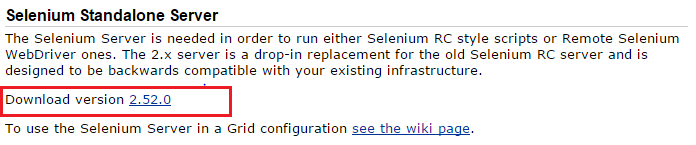 Selenium Standalone Server
The Selenium Server is needed in order to run either Selenium RC style scripts or Remote Selenium
WebDriver ones. The 2.x server is a drop-in replacement for the old Selenium RC server and is
designed to be backwards compatible with your existing infrastructure.
Download version 2.52.0
To use the Selenium Server in a Grid configuration see the wiki page.